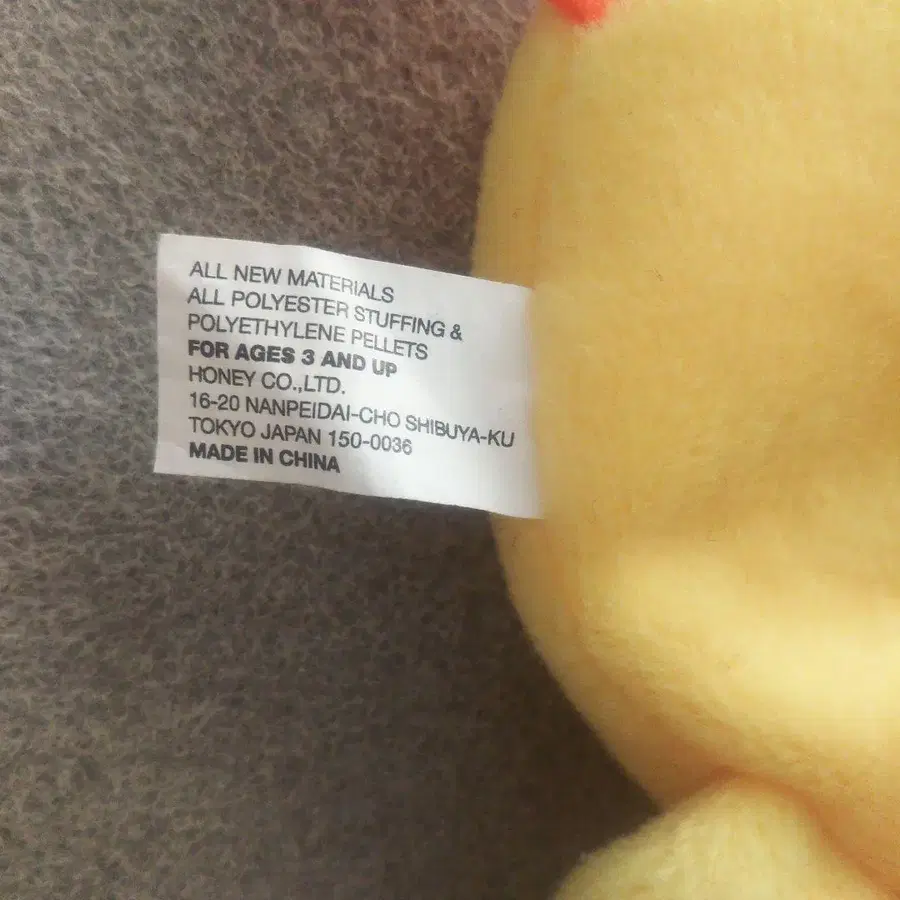 ALL NEW MATERIALS
ALL POLYESTER STUFFING &
POLYETHYLENE PELLETS
FOR AGES 3 AND UP
HONEY CO.,LTD.
16-20 NANPEIDAI-CHO SHIBUYA-KU
TOKYO JAPAN 150-0036
MADE IN CHINA